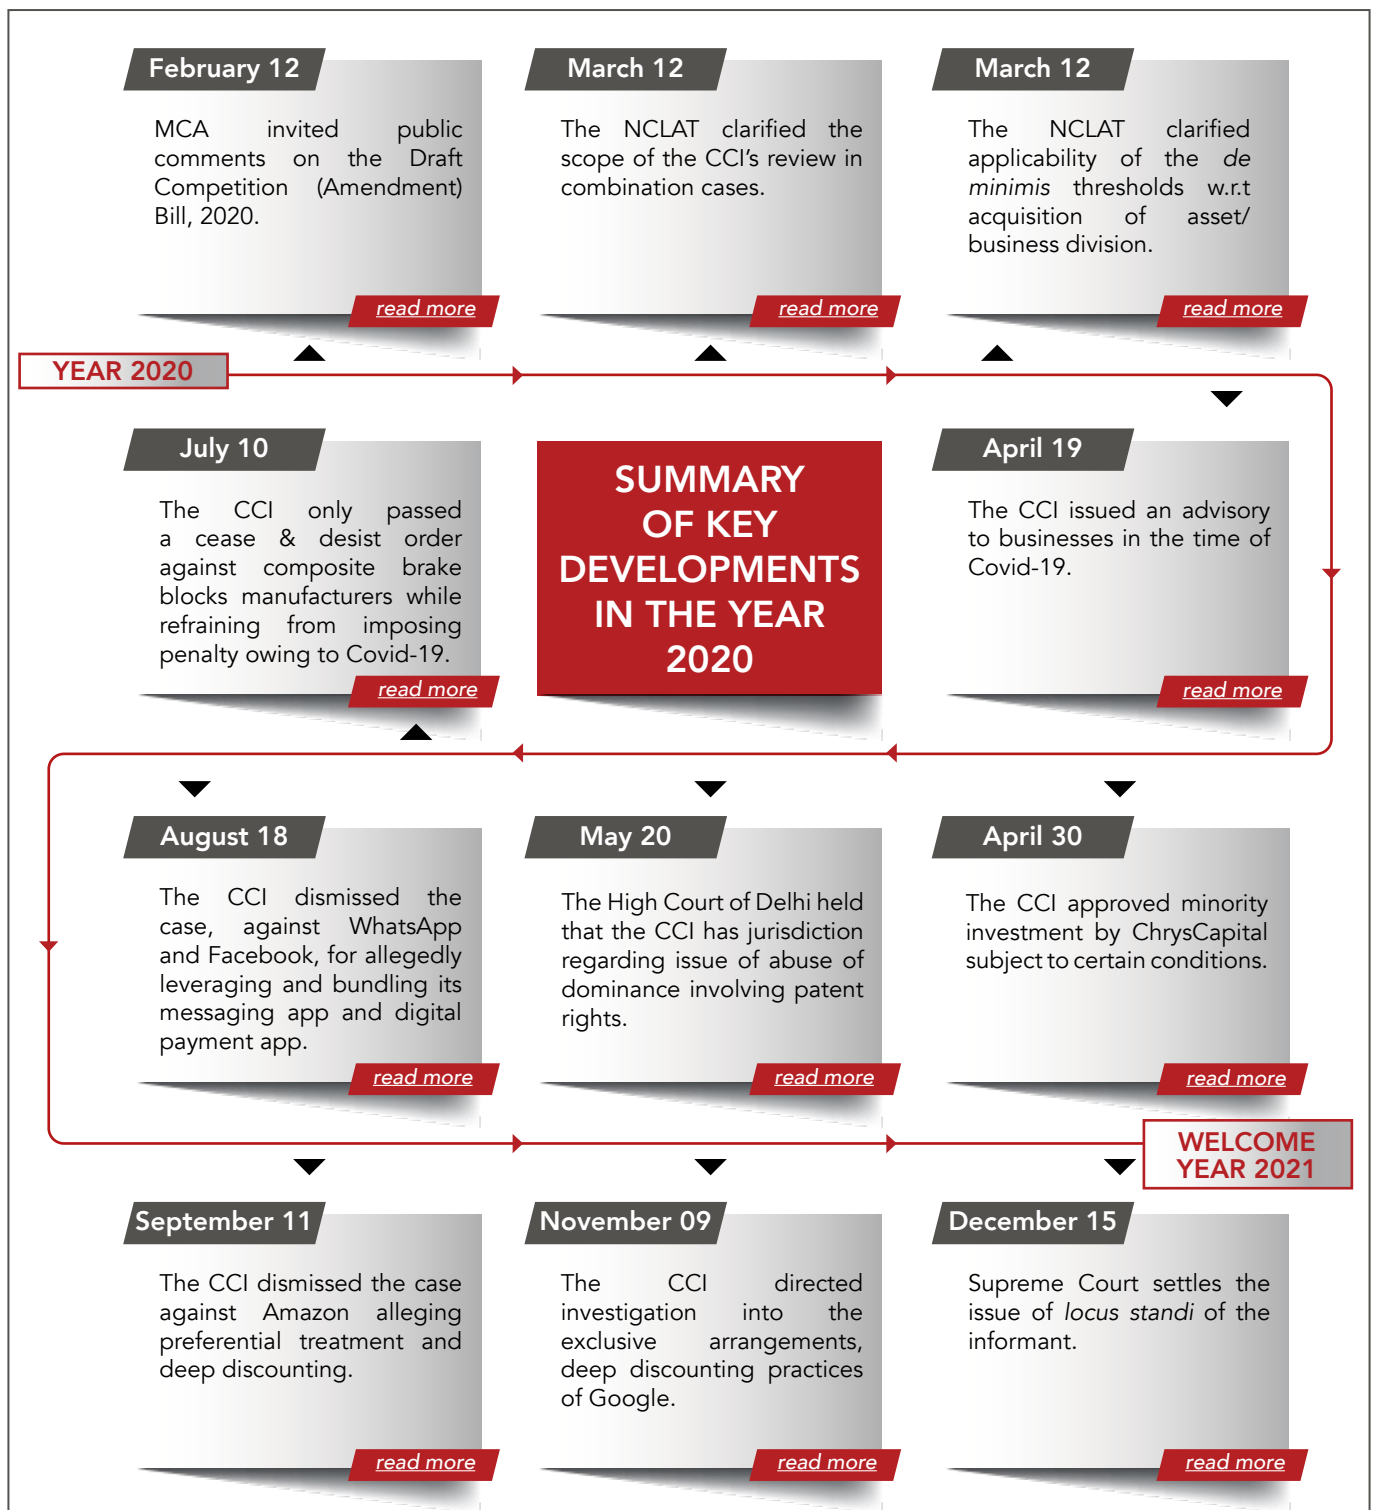 February 12
MCA invited public
comments on the Draft
Competition (Amendment)
Bill, 2020.
read more
March 12
The NCLAT clarified the
scope of the CCI's review in
combination cases.
read more
March 12
The NCLAT clarified
applicability of the de
minimis thresholds w.r.t
acquisition of asset/
business division.
read more
YEAR 2020
July 10
The CCI only passed
a cease & desist order
against composite brake
blocks manufacturers while
refraining from imposing
penalty owing to Covid-19.
read more
SUMMARY
OF KEY
DEVELOPMENTS
IN THE YEAR
2020
April 19
The CCI issued an advisory
to businesses in the time of
Covid-19.
read more
August 18
The CCI dismissed the
case, against WhatsApp
and Facebook, for allegedly
leveraging and bundling its
messaging app and digital
payment app.
read more
May 20
The High Court of Delhi held
that the CCI has jurisdiction
regarding issue of abuse of
dominance involving patent
rights.
read more
April 30
The CCI approved minority
investment by ChrysCapital
subject to certain conditions.
read more
WELCOME
YEAR 2021
September 11
The CCI dismissed the case
against Amazon alleging
preferential treatment and
deep discounting.
read more
November 09
The CCI directed
investigation into the
exclusive arrangements,
deep discounting practices
of Google.
read more
December 15
Supreme Court settles the
issue of locus standi of the
informant.
read more